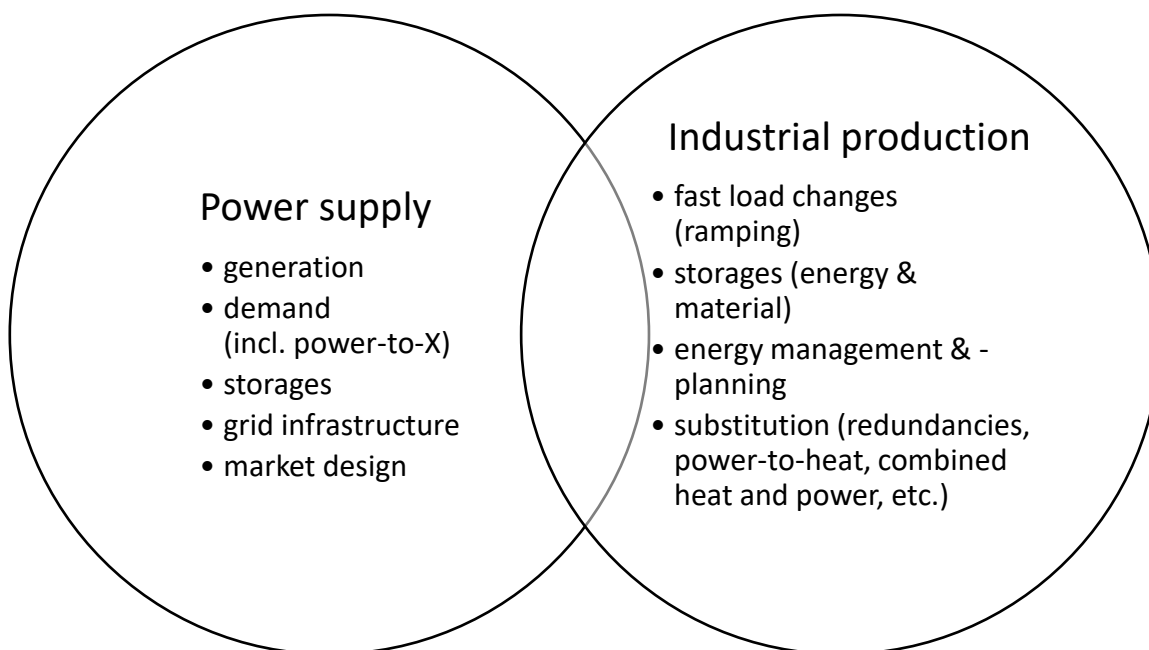 Power supply
• generation
• demand
(incl. power-to-X)
• storages
• grid infrastructure
• market design
Industrial production
• fast load changes
(ramping)
• storages (energy &
material)
• energy management & -
planning
• substitution (redundancies,
power-to-heat, combined
heat and power, etc.)